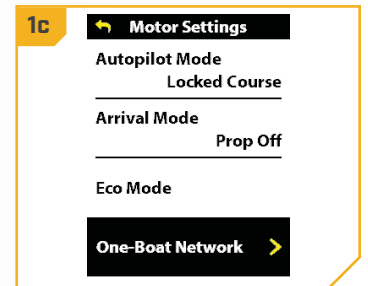 1c
Motor Settings
Autopilot Mode
Locked Course
Arrival Mode
Prop Off
Eco Mode
One-Boat Network